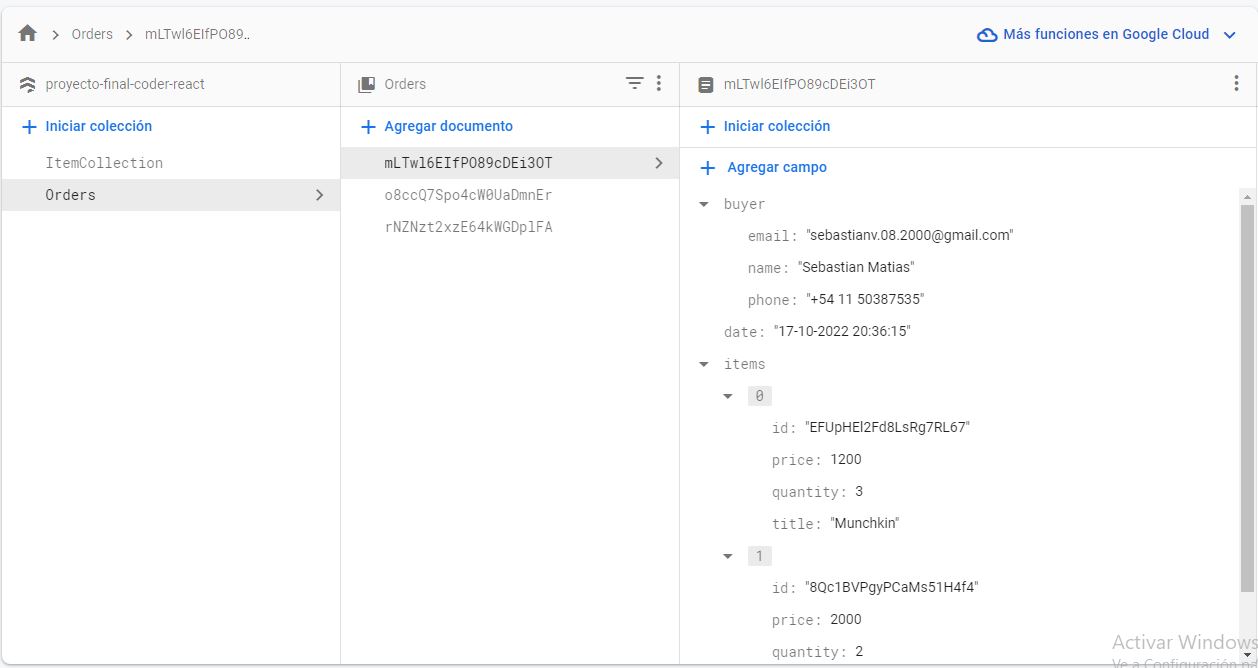 Orders mLTwl6EIfPO89.. Más funciones en Google Cloud
proyecto-final-coder-react
Orders
mLTwl6EIfPO89cDEi3OT
Iniciar colección
Agregar documento
Iniciar colección
ItemCollection
Orders
mLTwl6EIfPO89cDEi3OT
o8ccQ7Spo4cW0UaDmnEr
rNZNzt2xzE64kWGDplFA
Agregar campo
buyer
email: "sebastianv.08.2000@gmail.com"
name: "Sebastian Matias"
phone: "+54 11 50387535"
date: "17-10-2022 20:36:15"
items
0
id: "EFUpHEl2Fd8LsRg7RL67"
price: 1200
quantity: 3
title: "Munchkin"
1
id: "8Qc1BVPgyPCaMs51H4f4"
price: 2000
quantity: 2
Activar Windows
Ve a Configuración